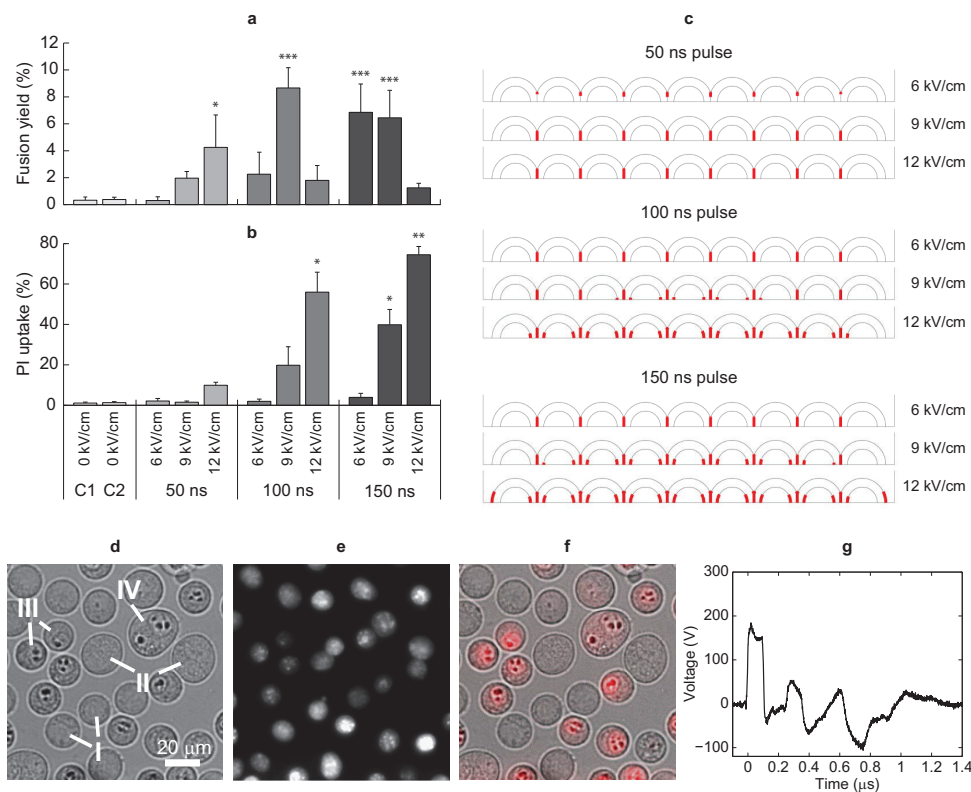 a
Fusion yield (%)
12
10
8
6
4
2
0
*
***
***
***
b
PI uptake (%)
80
60
40
20
0
*
*
**
0 kV/cm
0 kV/cm
6 kV/cm
9 kV/cm
12 kV/cm
6 kV/cm
9 kV/cm
12 kV/cm
6 kV/cm
9 kV/cm
12 kV/cm
C1 C2 50 ns 100 ns 150 ns
c
50 ns pulse
6 kV/cm
9 kV/cm
12 kV/cm
100 ns pulse
6 kV/cm
9 kV/cm
12 kV/cm
150 ns pulse
6 kV/cm
9 kV/cm
12 kV/cm
d
IV
III
II
I
20 μm
e
f
g
Voltage (V)
300
200
100
0
−100
0 0.2 0.4 0.6 0.8 1 1.2 1.4
Time (μs)